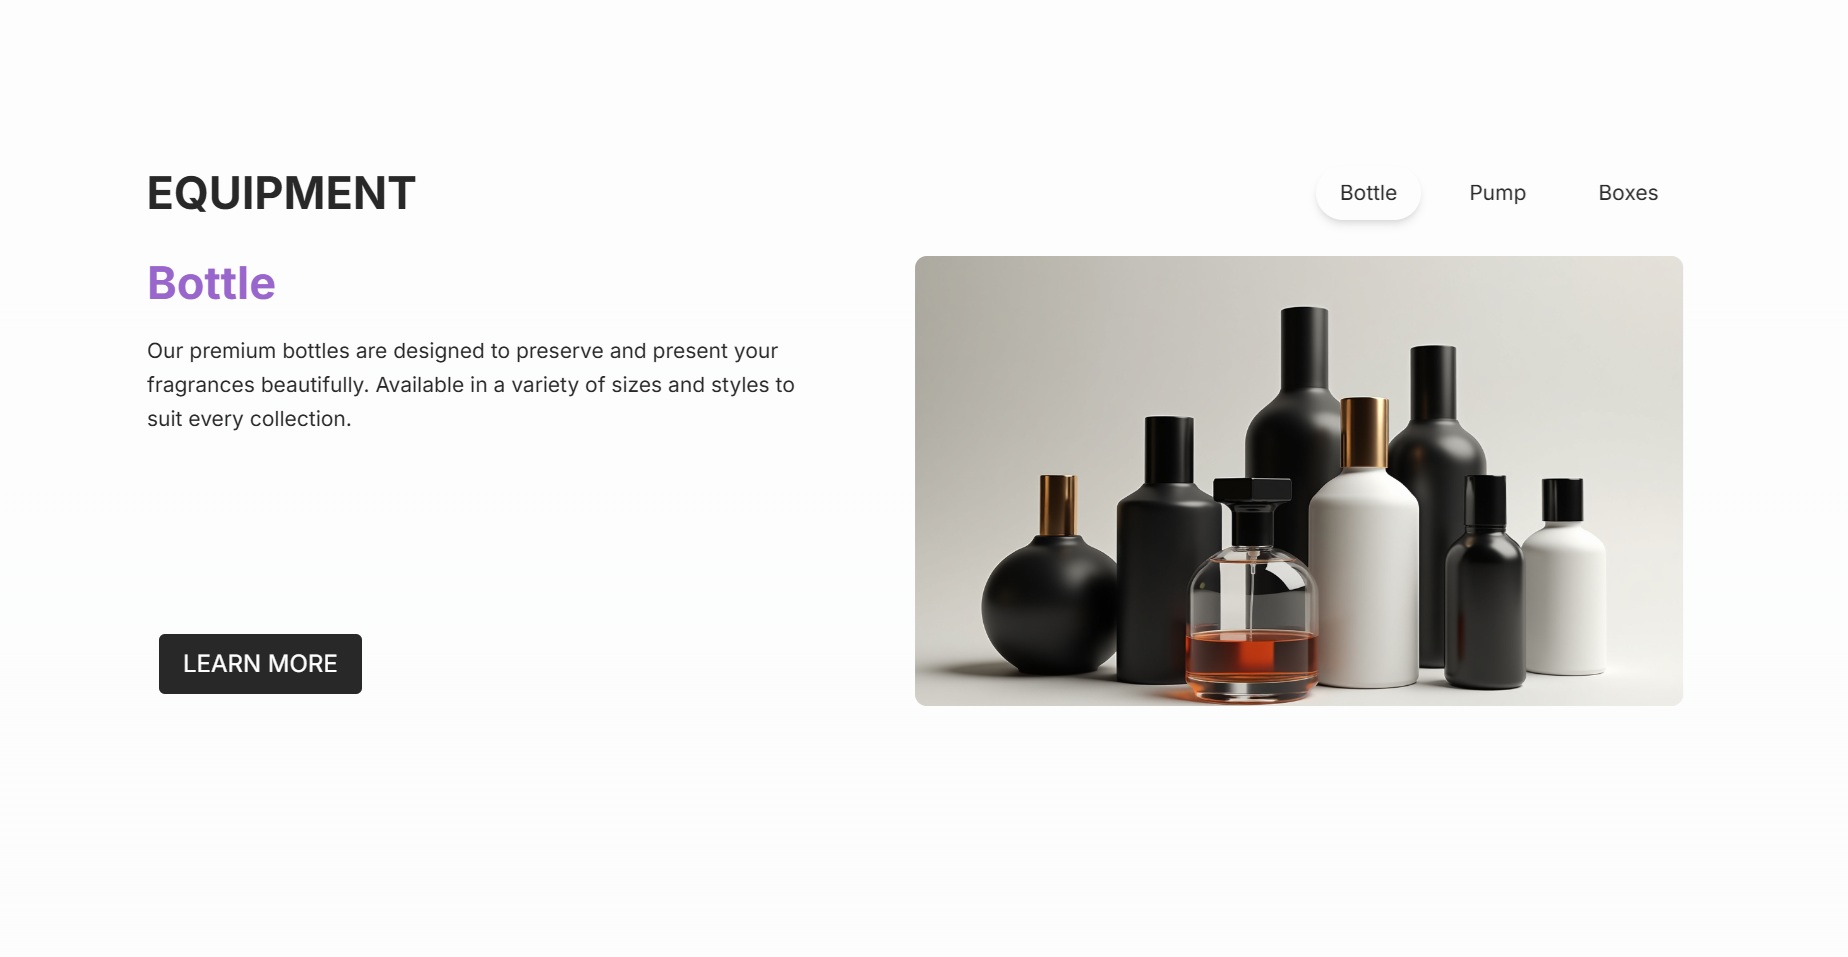 EQUIPMENT
Bottle
Pump
Boxes
Bottle
Our premium bottles are designed to preserve and present your
fragrances beautifully. Available in a variety of sizes and styles to
suit every collection.
LEARN MORE